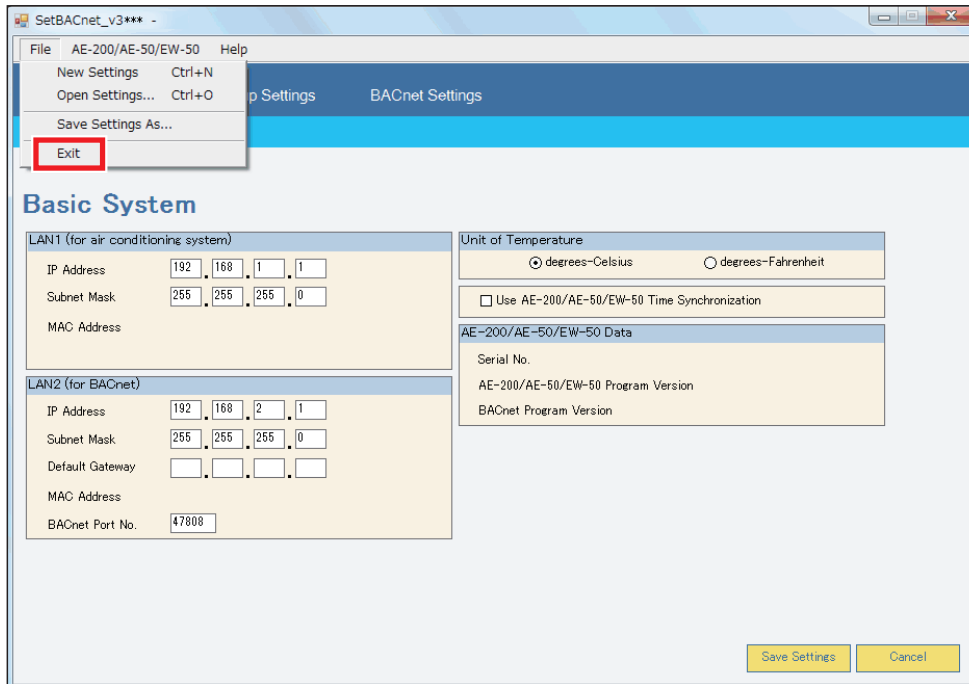 SetBACnet_v3*** -
File AE-200/AE-50/EW-50 Help
New Settings Ctrl+N
Open Settings... Ctrl+O
Save Settings As...
Exit
p Settings
BACnet Settings
Basic System
LAN1 (for air conditioning system)
IP Address 192 . 168 . 1 . 1
Subnet Mask 255 . 255 . 255 . 0
MAC Address
LAN2 (for BACnet)
IP Address 192 . 168 . 2 . 1
Subnet Mask 255 . 255 . 255 . 0
Default Gateway . . .
MAC Address
BACnet Port No. 47808
Unit of Temperature
degrees-Celsius degrees-Fahrenheit
Use AE-200/AE-50/EW-50 Time Synchronization
AE-200/AE-50/EW-50 Data
Serial No.
AE-200/AE-50/EW-50 Program Version
BACnet Program Version
Save Settings Cancel